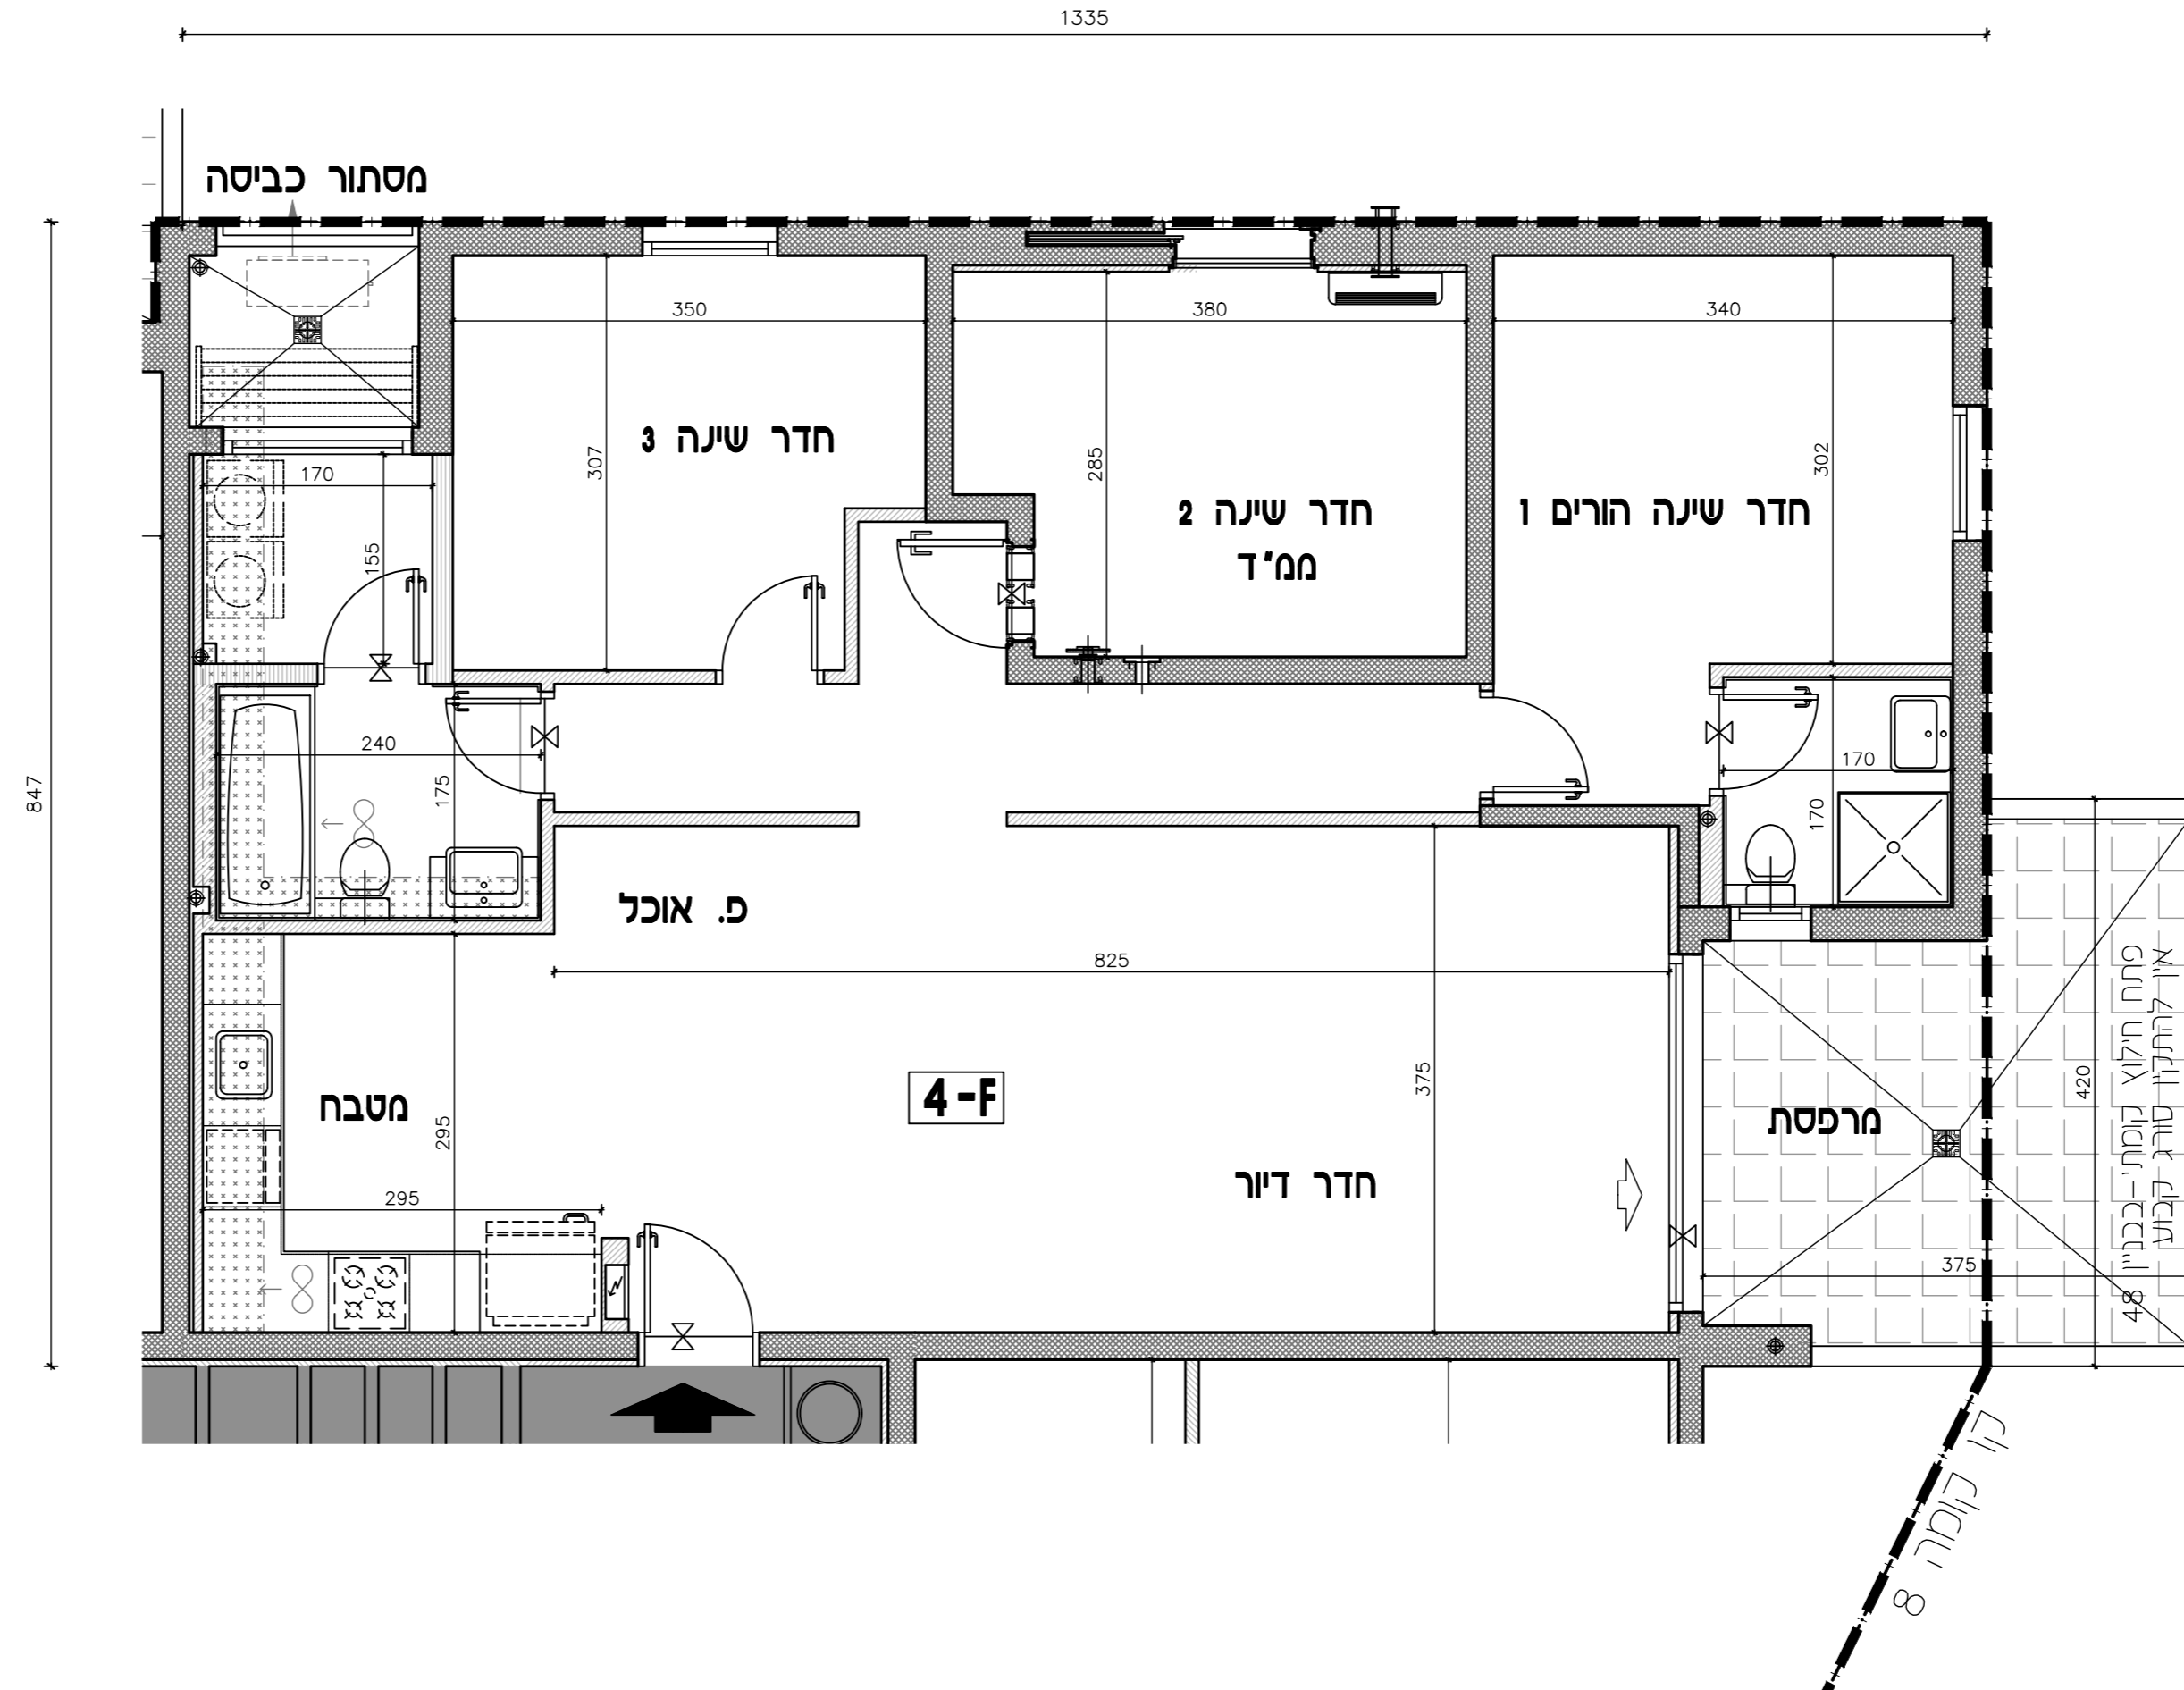 1335
מסתור כביסה
350
380
340
307
חדר שינה 3
285
חדר שינה 2
ממ"ד
302
חדר שינה הורים 1
170
155
847
240
175
170
170
פ. אוכל
825
375
4-F
מטבח
295
295
חדר דיור
מרפסת
420
375
פתח חילוץ קומתי-בבניין 48
אין להתקין סורג קבוע
קו קומה 8